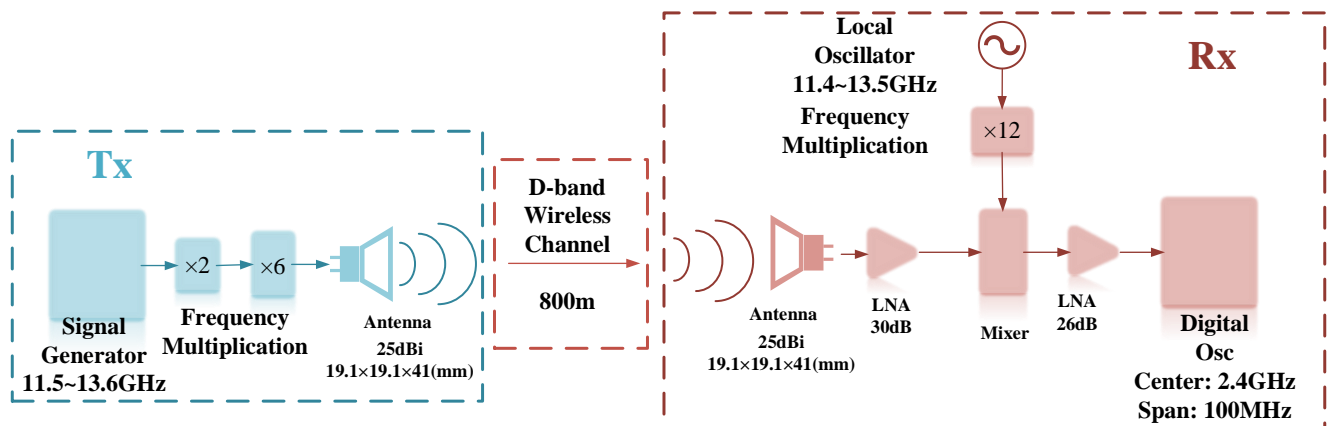 Tx
×2
×6
Signal
Generator
11.5~13.6GHz
Frequency
Multiplication
Antenna
25dBi
19.1×19.1×41(mm)
D-band
Wireless
Channel
800m
Rx
Local
Oscillator
11.4~13.5GHz
Frequency
Multiplication
×12
Antenna
25dBi
19.1×19.1×41(mm)
LNA
30dB
Mixer
LNA
26dB
Digital
Osc
Center: 2.4GHz
Span: 100MHz